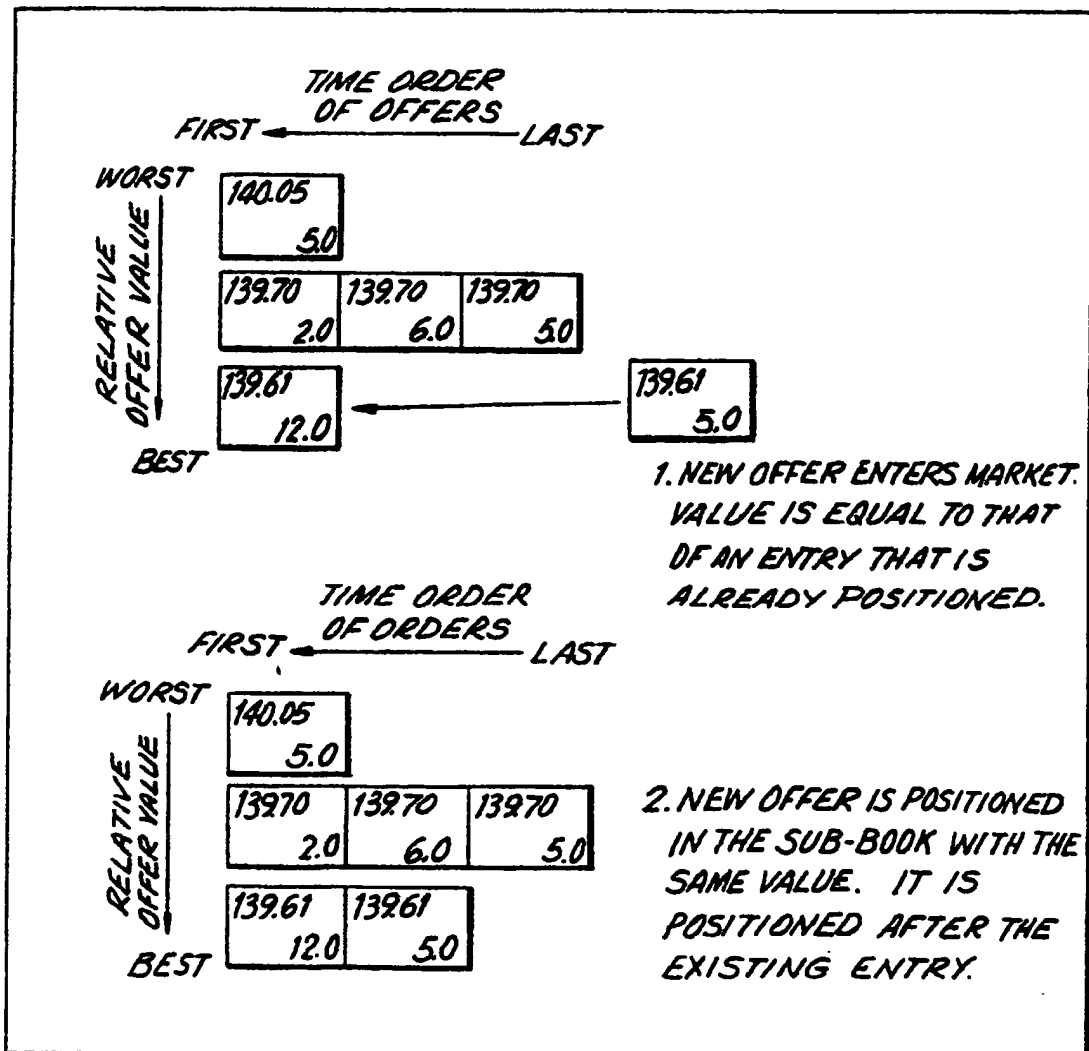 TIME ORDER
OF OFFERS
FIRST LAST
WORST
RELATIVE
OFFER VALUE
140.05
5.0
139.70 139.70 139.70
2.0 6.0 5.0
139.61 139.61
12.0 5.0
BEST
1. NEW OFFER ENTERS MARKET.
VALUE IS EQUAL TO THAT
OF AN ENTRY THAT IS
ALREADY POSITIONED.
TIME ORDER
OF ORDERS
FIRST LAST
WORST
RELATIVE
OFFER VALUE
140.05
5.0
139.70 139.70 139.70
2.0 6.0 5.0
139.61 139.61
12.0 5.0
BEST
2. NEW OFFER IS POSITIONED
IN THE SUB-BOOK WITH THE
SAME VALUE. IT IS
POSITIONED AFTER THE
EXISTING ENTRY.